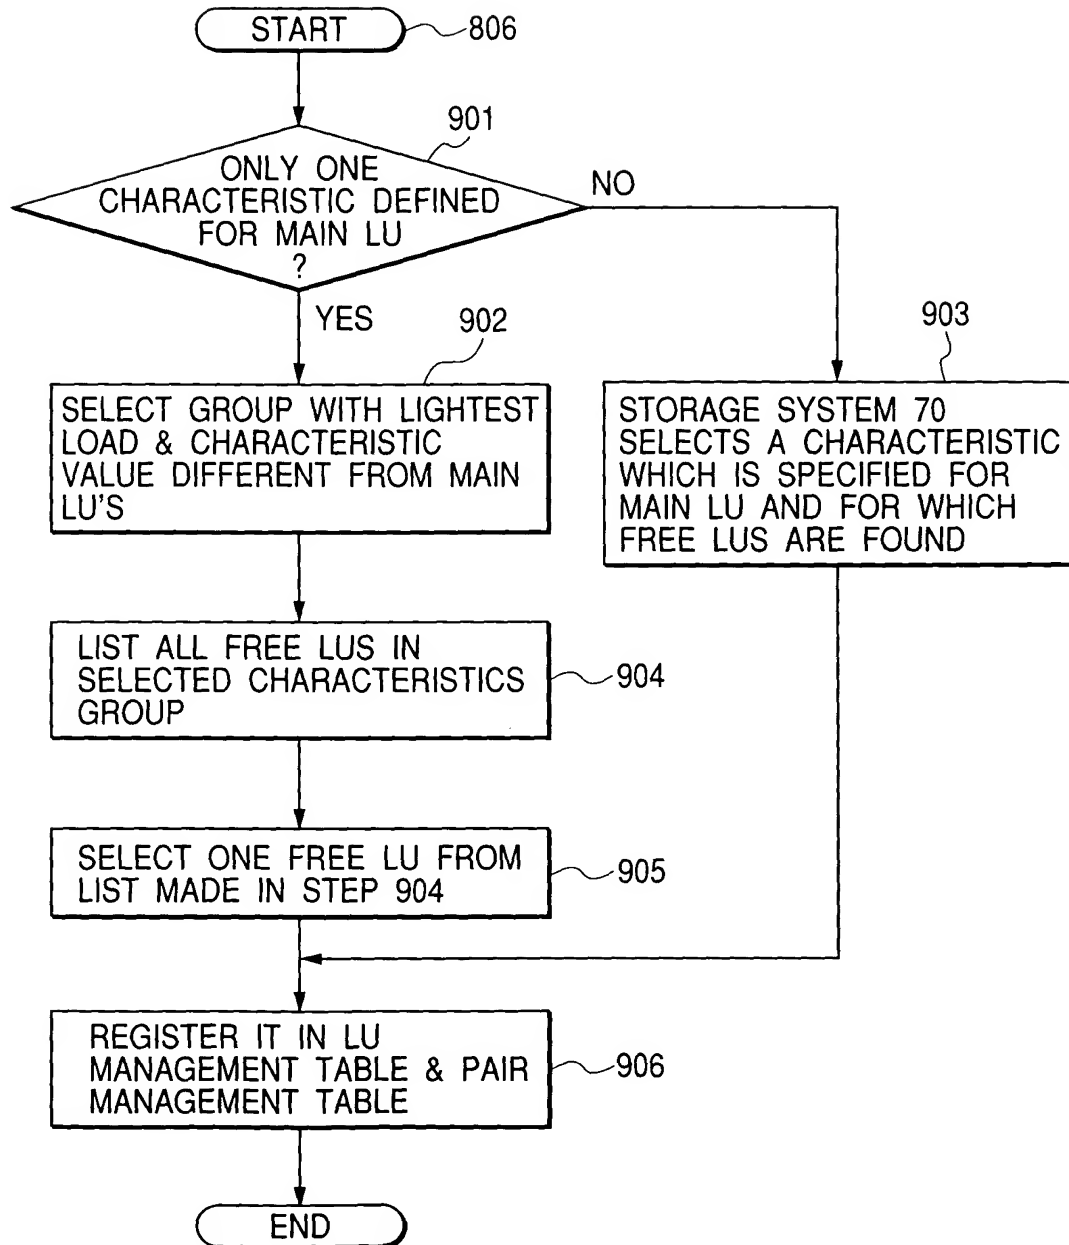 START
806
901
ONLY ONE
CHARACTERISTIC DEFINED
FOR MAIN LU
?
NO
YES
902
903
SELECT GROUP WITH LIGHTEST
LOAD & CHARACTERISTIC
VALUE DIFFERENT FROM MAIN
LU'S
STORAGE SYSTEM 70
SELECTS A CHARACTERISTIC
WHICH IS SPECIFIED FOR
MAIN LU AND FOR WHICH
FREE LUS ARE FOUND
LIST ALL FREE LUS IN
SELECTED CHARACTERISTICS
GROUP
904
SELECT ONE FREE LU FROM
LIST MADE IN STEP 904
905
REGISTER IT IN LU
MANAGEMENT TABLE & PAIR
MANAGEMENT TABLE
906
END